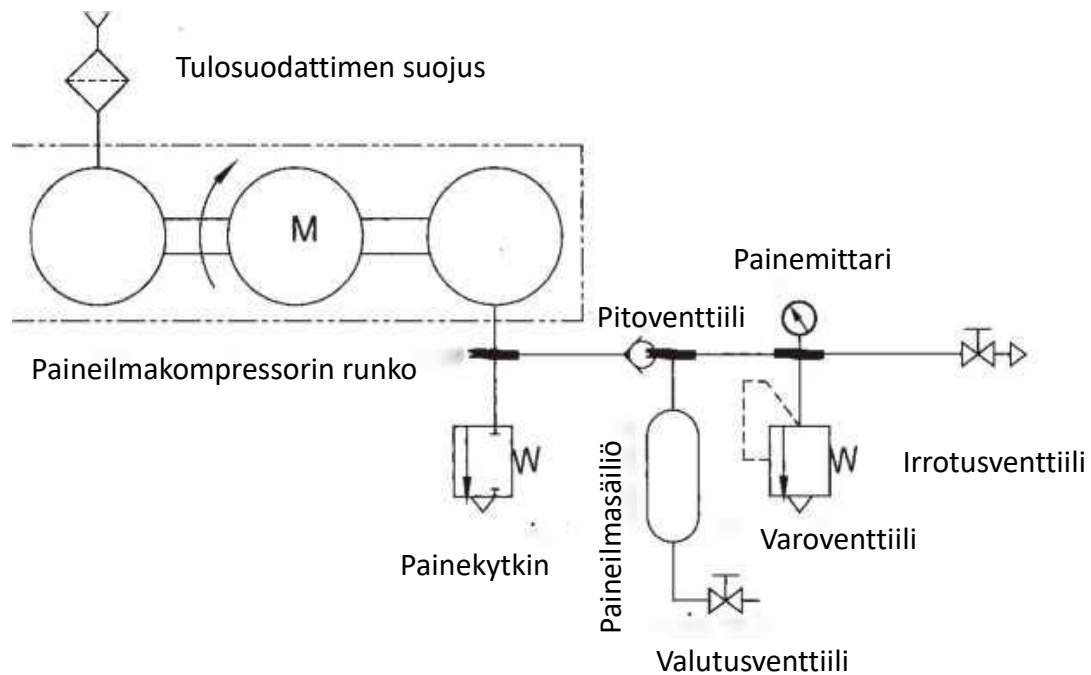 Tulosuodattimen suojus
M
Painemittari
Pitoventtiili
Paineilmakompressorin runko
Paineilmasäiliö
Irrotusventtiili
Varoventtiili
Painekytkin
Valutusventtiili